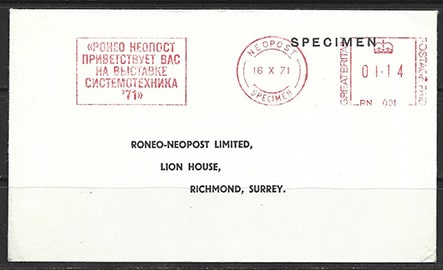 «РОНЕО НЕОПОСТ
ПРИВЕТСТВУЕТ ВАС
НА ВЫСТАВКЕ
СИСТЕМОТЕХНИКА
'71»
NEOPOST
16 X 71
SPECIMEN
SPECIMEN
GREAT BRITAIN
01·14
RN 001
POSTAGE PAID
RONEO-NEOPOST LIMITED,
LION HOUSE,
RICHMOND, SURREY.